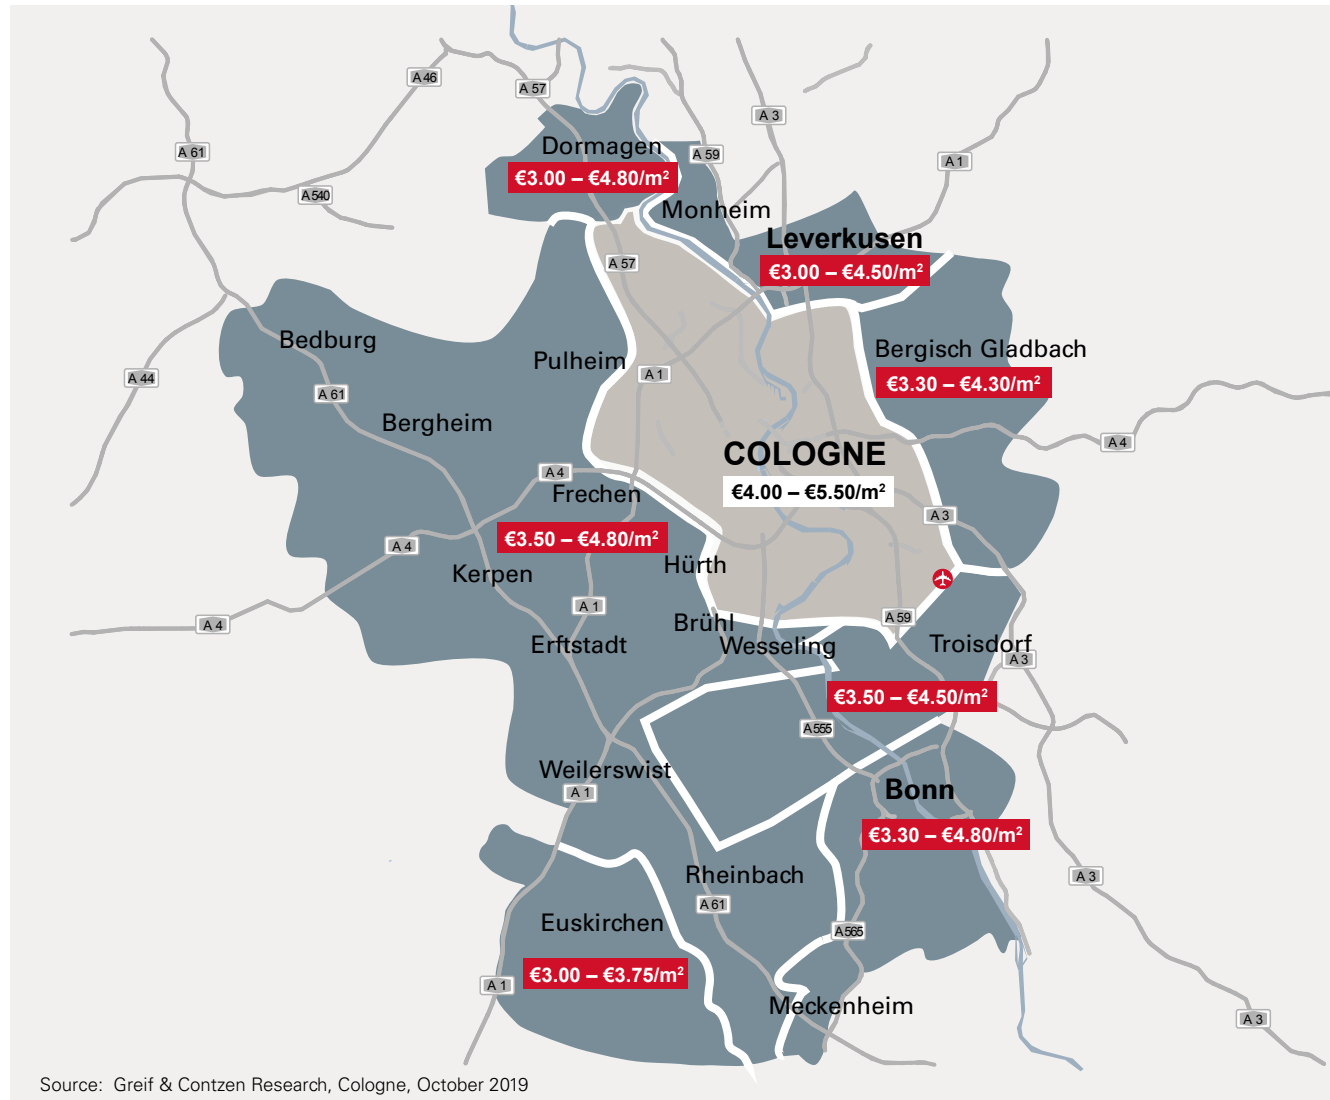 A 46
A 57
A 3
A 61
Dormagen
A 59
A 1
€3.00 – €4.80/m²
A 540
Monheim
Leverkusen
A 57
€3.00 – €4.50/m²
Bedburg
Pulheim
Bergisch Gladbach
A 44
A 1
€3.30 – €4.30/m²
A 61
Bergheim
A 4
COLOGNE
A 4
Frechen
€4.00 – €5.50/m²
A 3
€3.50 – €4.80/m²
A 4
Hürth
Kerpen
A 1
A 4
Brühl
A 59
Erftstadt
Wesseling
Troisdorf
A 3
€3.50 – €4.50/m²
A 555
Weilerswist
A 1
Bonn
€3.30 – €4.80/m²
Rheinbach
A 3
A 61
Euskirchen
A 565
€3.00 – €3.75/m²
A 1
Meckenheim
A 3
Source: Greif & Contzen Research, Cologne, October 2019